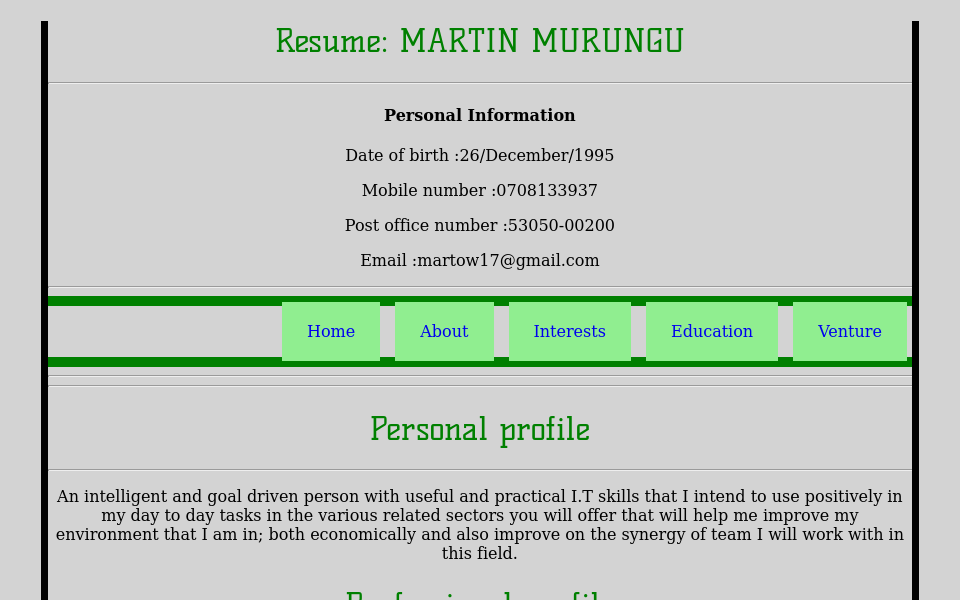 Resume: MARTIN MURUNGU
Personal Information
Date of birth :26/December/1995
Mobile number :0708133937
Post office number :53050-00200
Email :martow17@gmail.com
Home About Interests Education Venture
Personal profile
An intelligent and goal driven person with useful and practical I.T skills that I intend to use positively in
my day to day tasks in the various related sectors you will offer that will help me improve my
environment that I am in; both economically and also improve on the synergy of team I will work with in
this field.